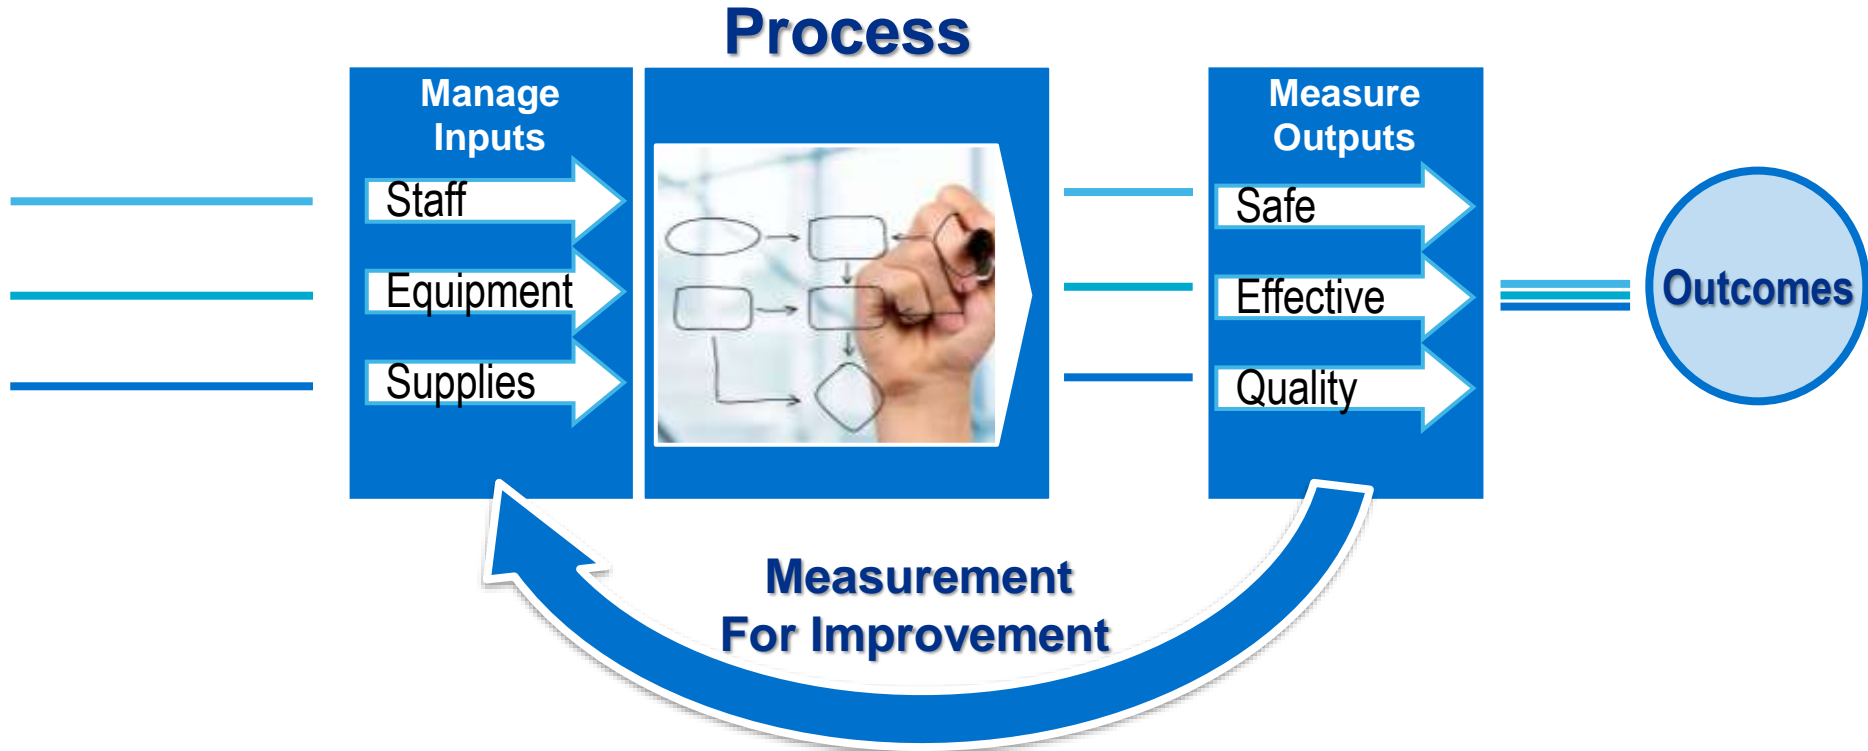 Process
Manage
Inputs
Staff
Equipment
Supplies
Measure
Outputs
Safe
Effective
Quality
Outcomes
Measurement
For Improvement